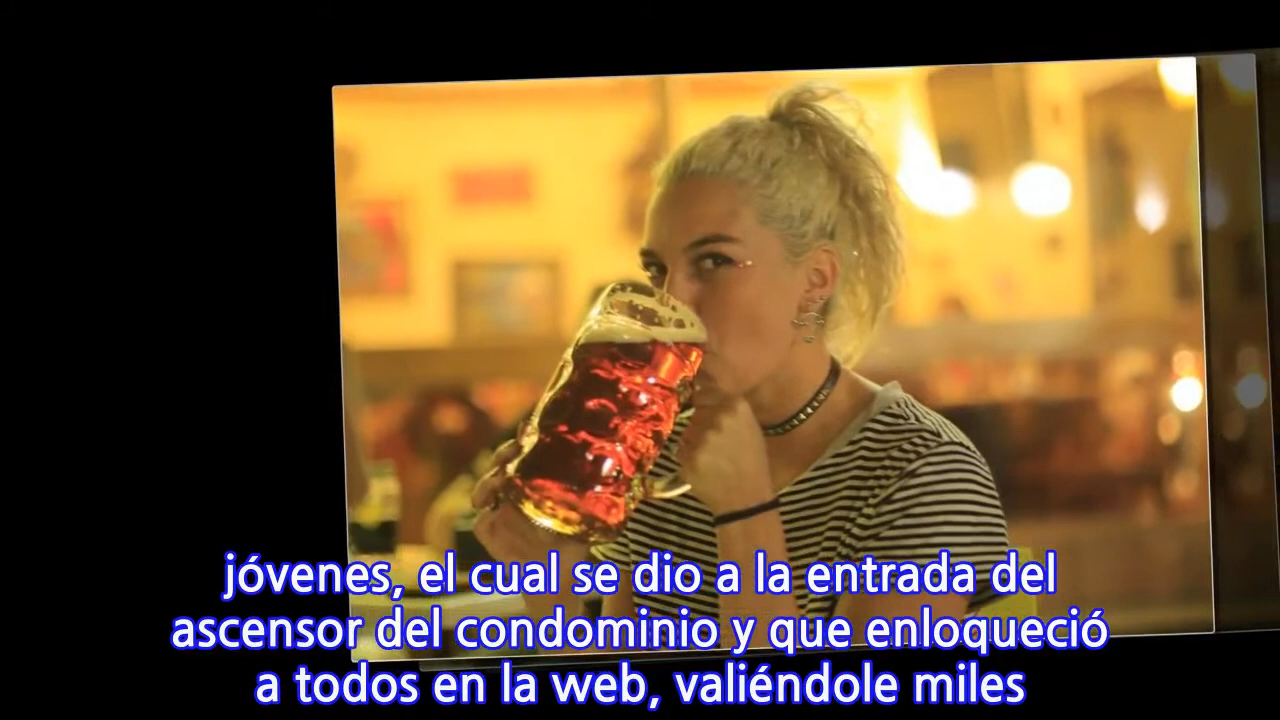 jóvenes, el cual se dio a la entrada del
ascensor del condominio y que enloqueció
a todos en la web, valiéndole miles